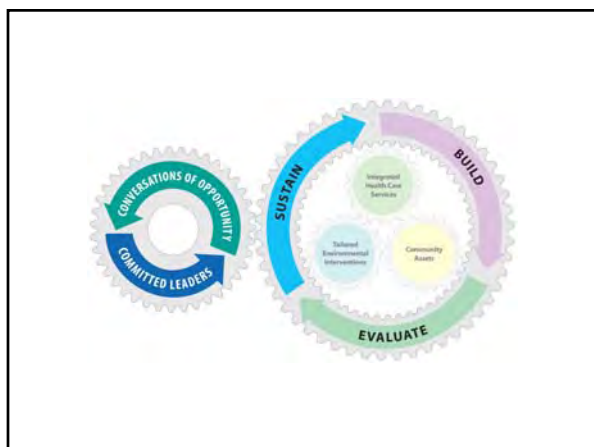 CONVERSATIONS OF OPPORTUNITY
COMMITTED LEADERS
SUSTAIN
BUILD
EVALUATE
Integrated
Health Care
Services
Tailored
Environmental
Interventions
Community
Assets